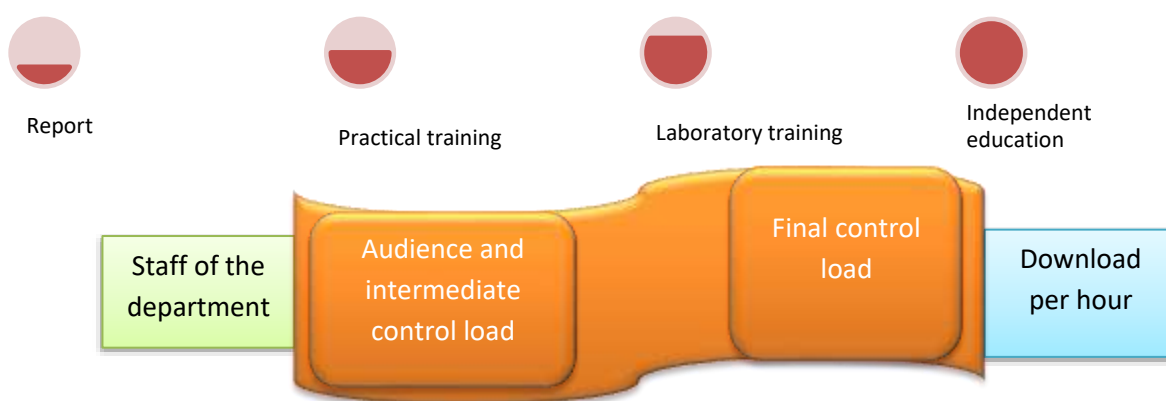 Report
Practical training
Laboratory training
Independent
education
Staff of the
department
Audience and
intermediate
control load
Final control
load
Download
per hour